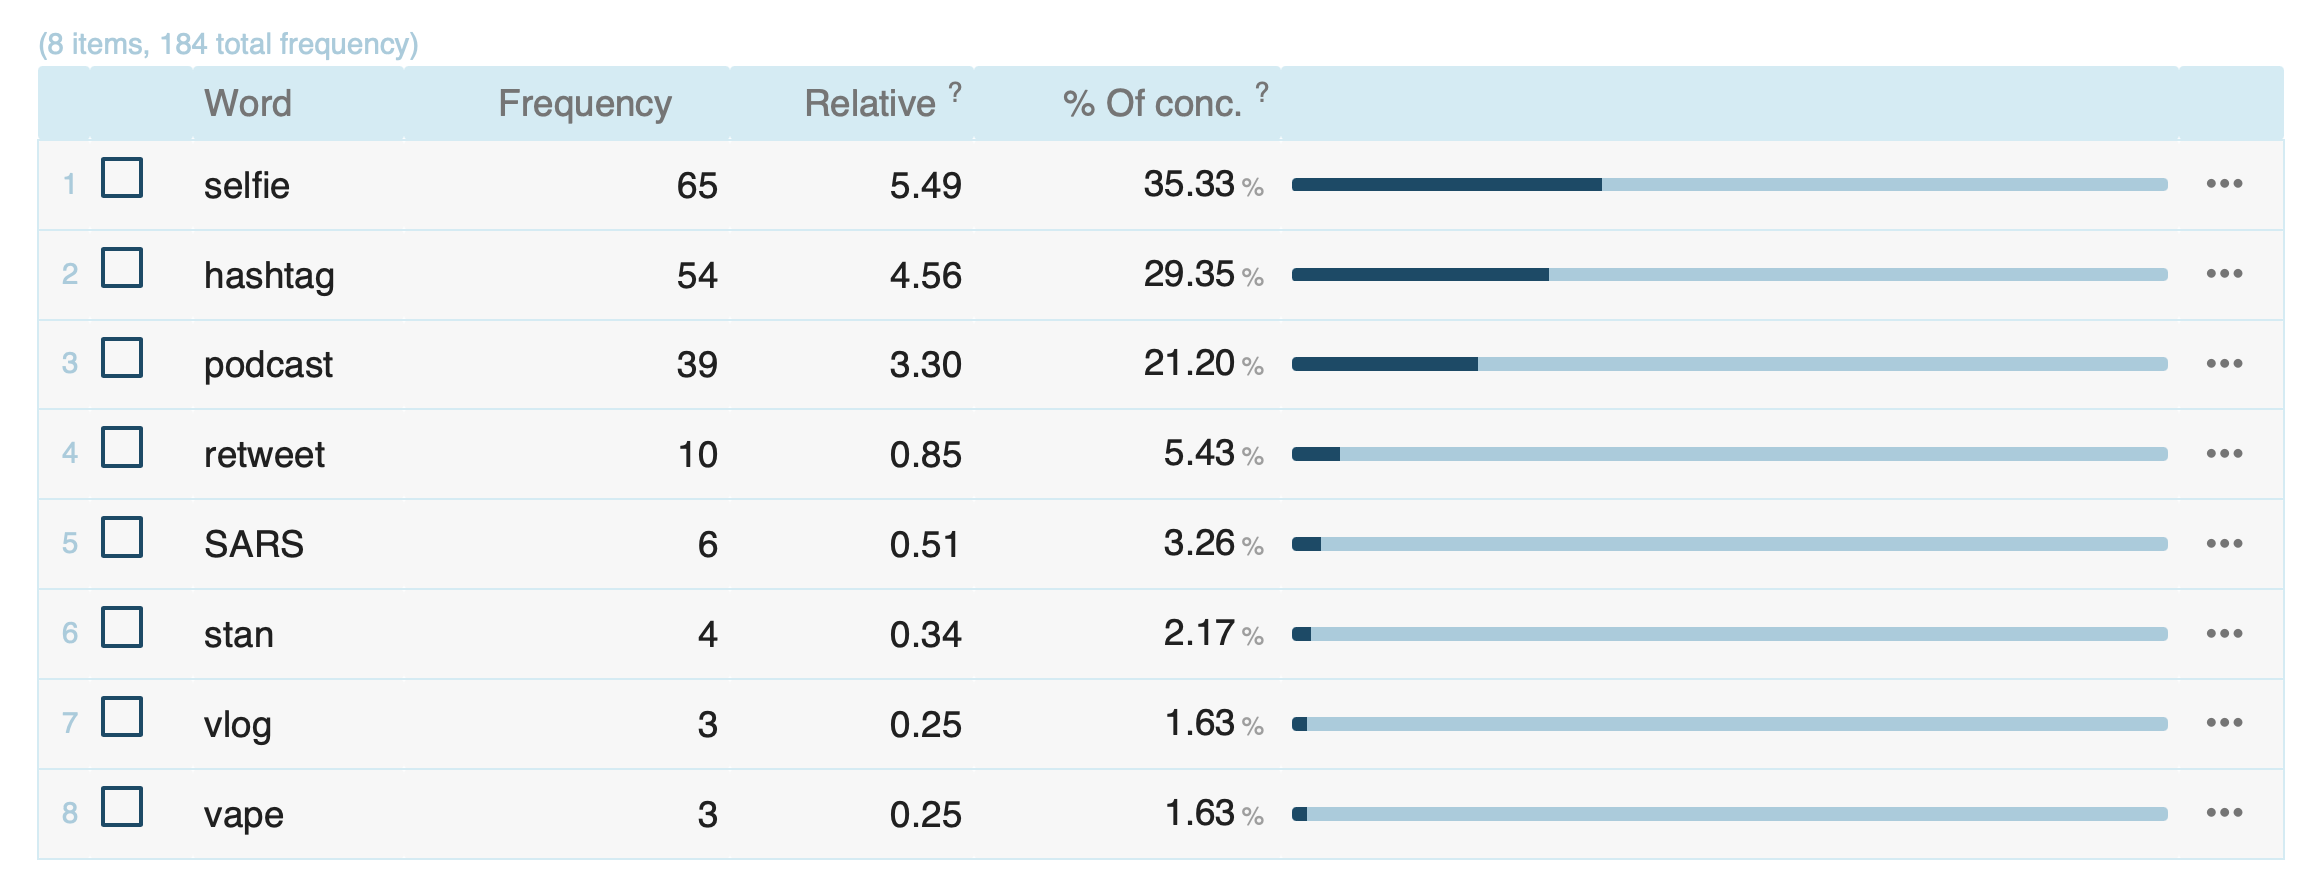 (8 items, 184 total frequency)
Word Frequency Relative ? % Of conc. ?
1 selfie 65 5.49 35.33 % •••
2 hashtag 54 4.56 29.35 % •••
3 podcast 39 3.30 21.20 % •••
4 retweet 10 0.85 5.43 % •••
5 SARS 6 0.51 3.26 % •••
6 stan 4 0.34 2.17 % •••
7 vlog 3 0.25 1.63 % •••
8 vape 3 0.25 1.63 % •••